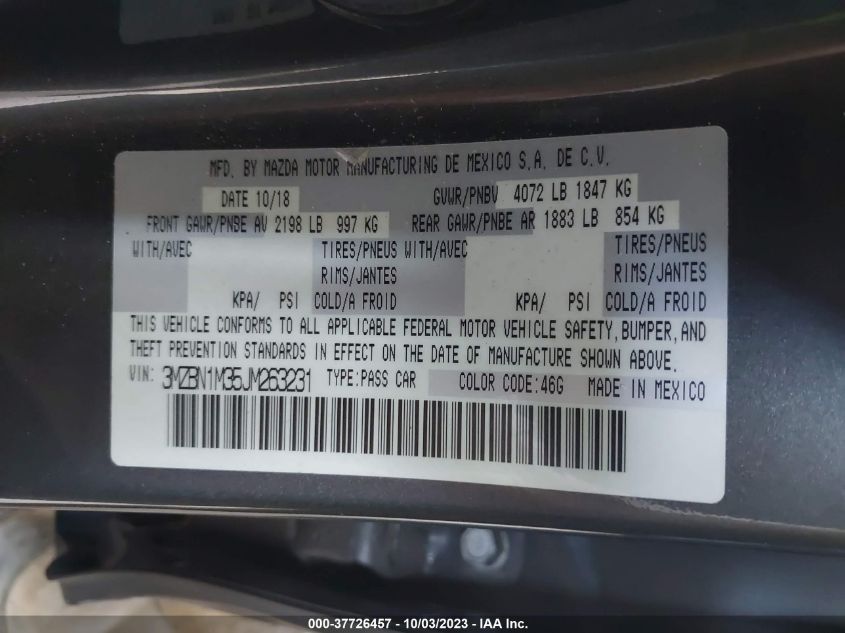 MFD. BY MAZDA MOTOR MANUFACTURING DE MEXICO S.A. DE C.V.
DATE 10/18 GVWR/PNBV 4072 LB 1847 KG
FRONT GAWR/PNBE AV 2198 LB 997 KG REAR GAWR/PNBE AR 1883 LB 854 KG
WITH/AVEC TIRES/PNEUS WITH/AVEC TIRES/PNEUS
RIMS/JANTES RIMS/JANTES
KPA/ PSI COLD/A FROID KPA/ PSI COLD/A FROID
THIS VEHICLE CONFORMS TO ALL APPLICABLE FEDERAL MOTOR VEHICLE SAFETY, BUMPER, AND
THEFT PREVENTION STANDARDS IN EFFECT ON THE DATE OF MANUFACTURE SHOWN ABOVE.
VIN: 3MZBN1M35JM263231 TYPE:PASS CAR COLOR CODE:46G MADE IN MEXICO
000-37726457 - 10/03/2023 - IAA Inc.